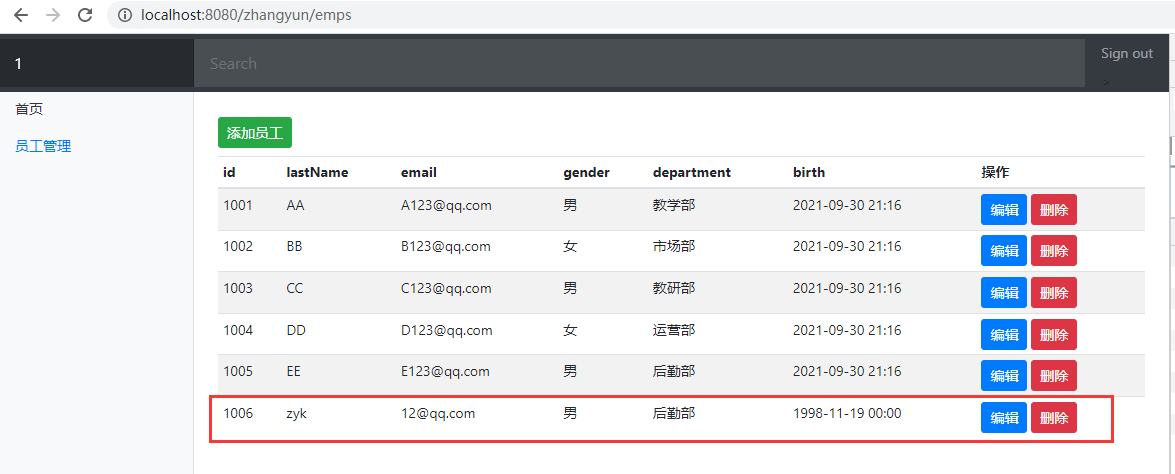 localhost:8080/zhangyun/emps
1 Search Sign out
>
首页
员工管理
添加员工
id lastName email gender department birth 操作
1001 AA A123@qq.com 男 教学部 2021-09-30 21:16 编辑 删除
1002 BB B123@qq.com 女 市场部 2021-09-30 21:16 编辑 删除
1003 CC C123@qq.com 男 教研部 2021-09-30 21:16 编辑 删除
1004 DD D123@qq.com 女 运营部 2021-09-30 21:16 编辑 删除
1005 EE E123@qq.com 男 后勤部 2021-09-30 21:16 编辑 删除
1006 zyk 12@qq.com 男 后勤部 1998-11-19 00:00 编辑 删除